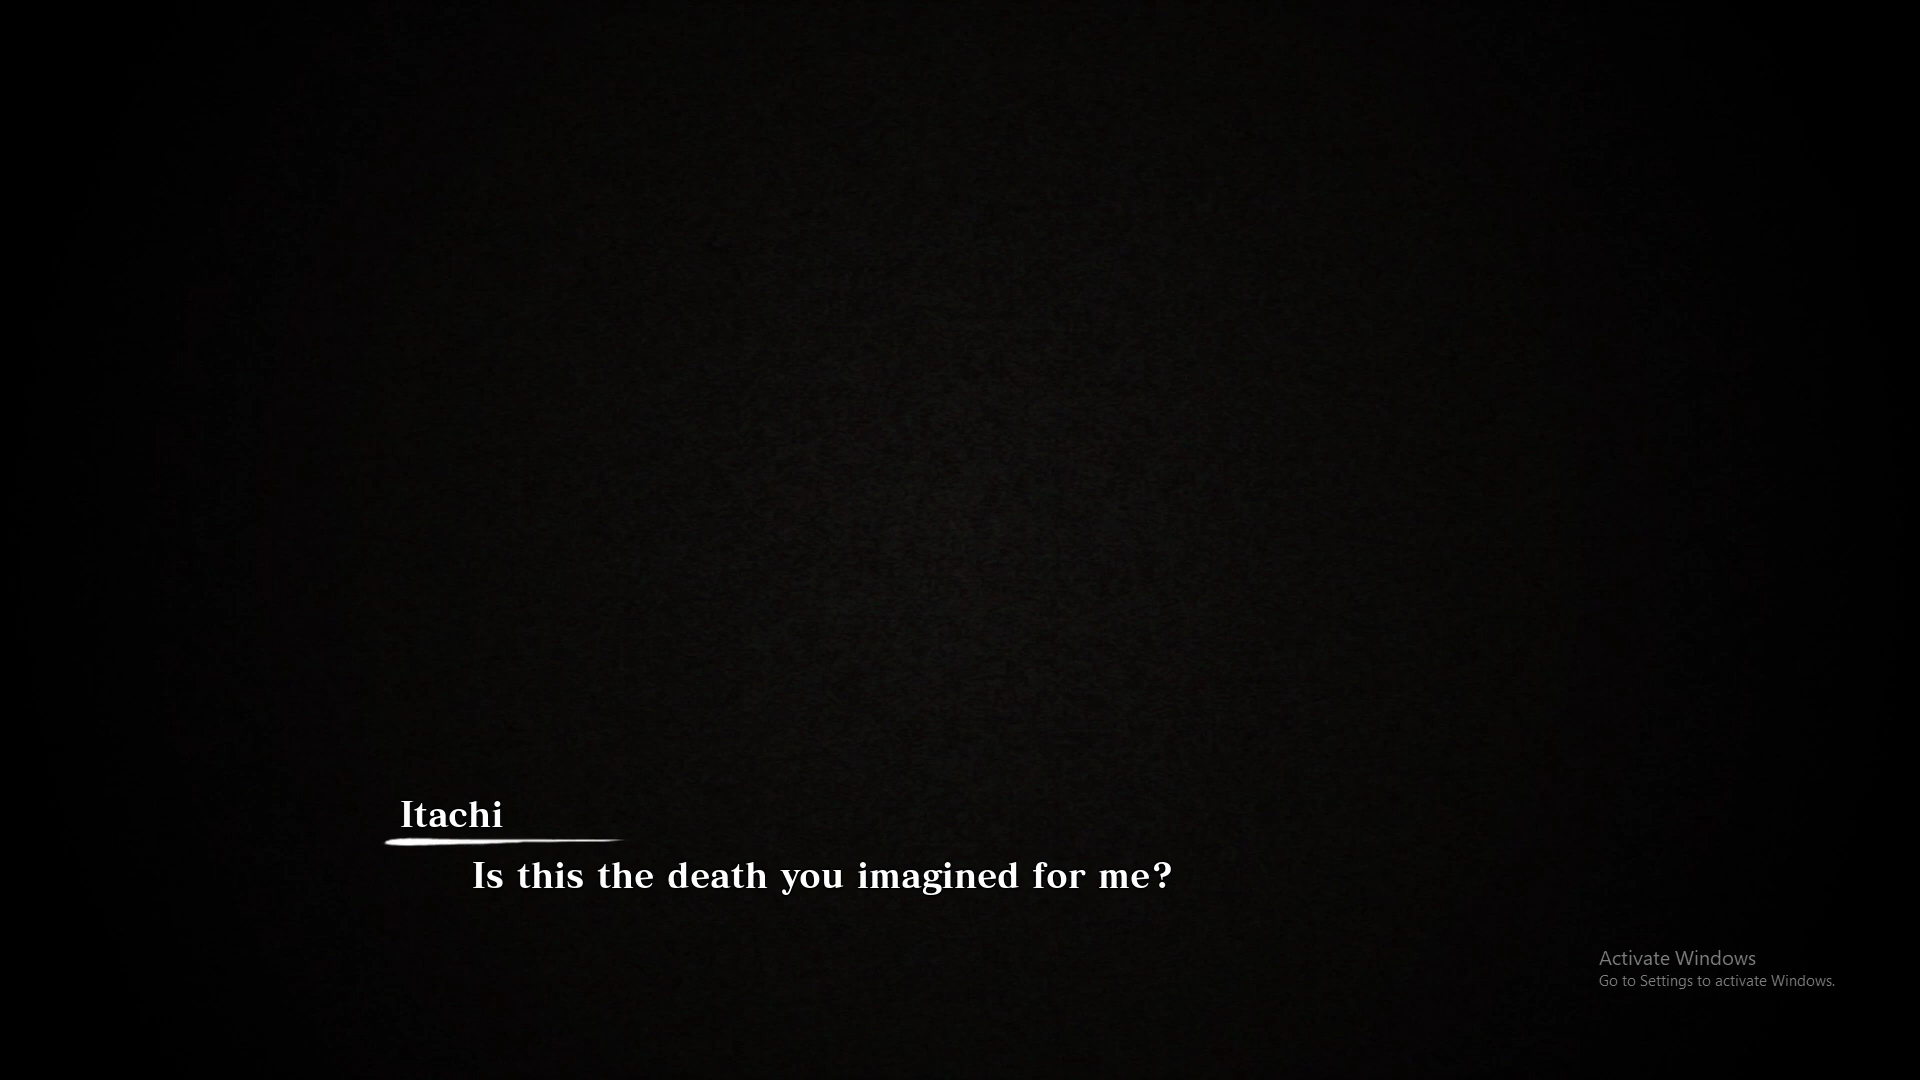 Itachi
Is this the death you imagined for me?
Activate Windows
Go to Settings to activate Windows.